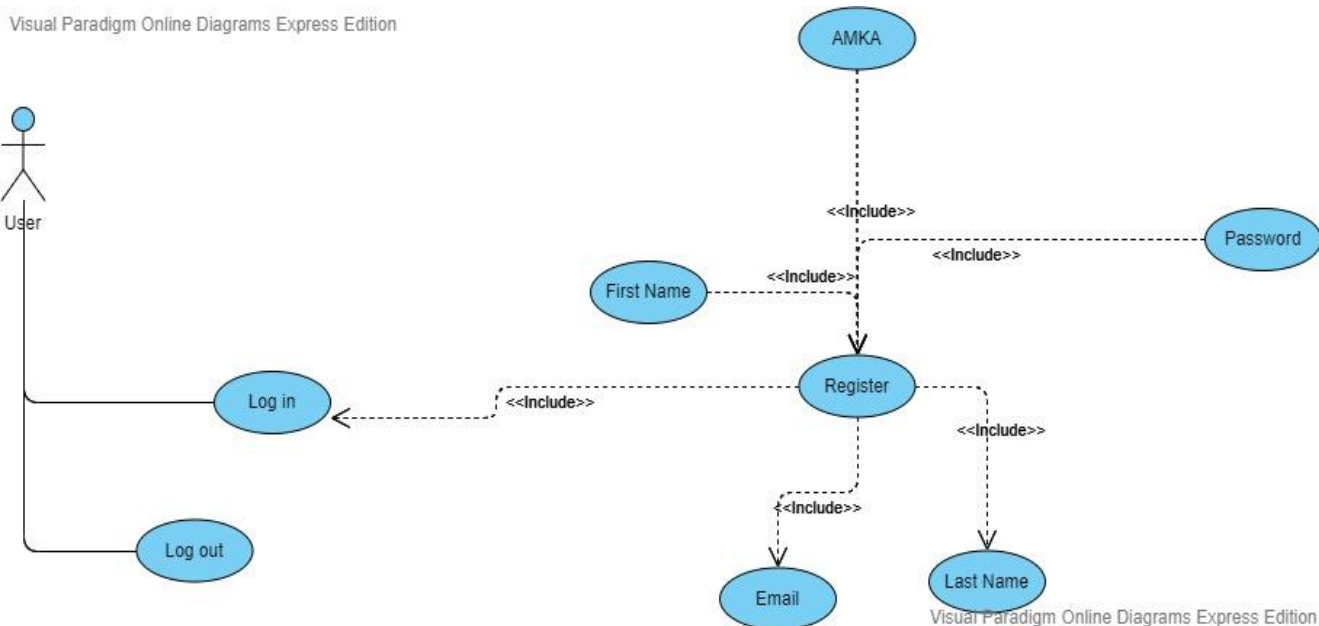 Visual Paradigm Online Diagrams Express Edition
AMKA
User
<<Include>>
Password
<<Include>>
<<Include>>
First Name
Register
Log in
<<Include>>
<<Include>>
<<Include>>
Log out
Last Name
Email
Visual Paradigm Online Diagrams Express Edition